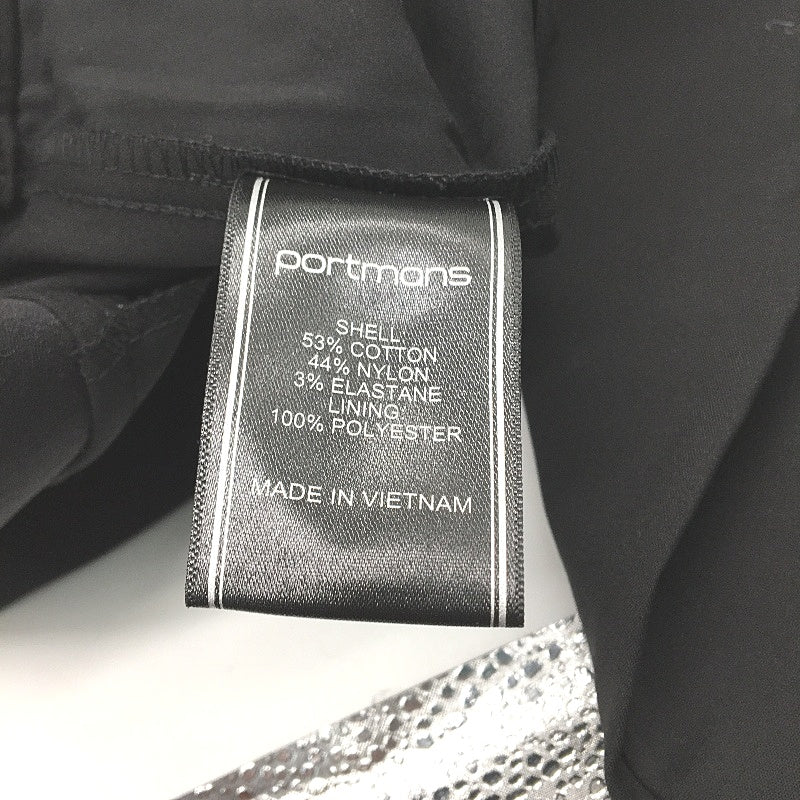 portmans
SHELL
53% COTTON
44% NYLON
3% ELASTANE
LINING
100% POLYESTER
MADE IN VIETNAM